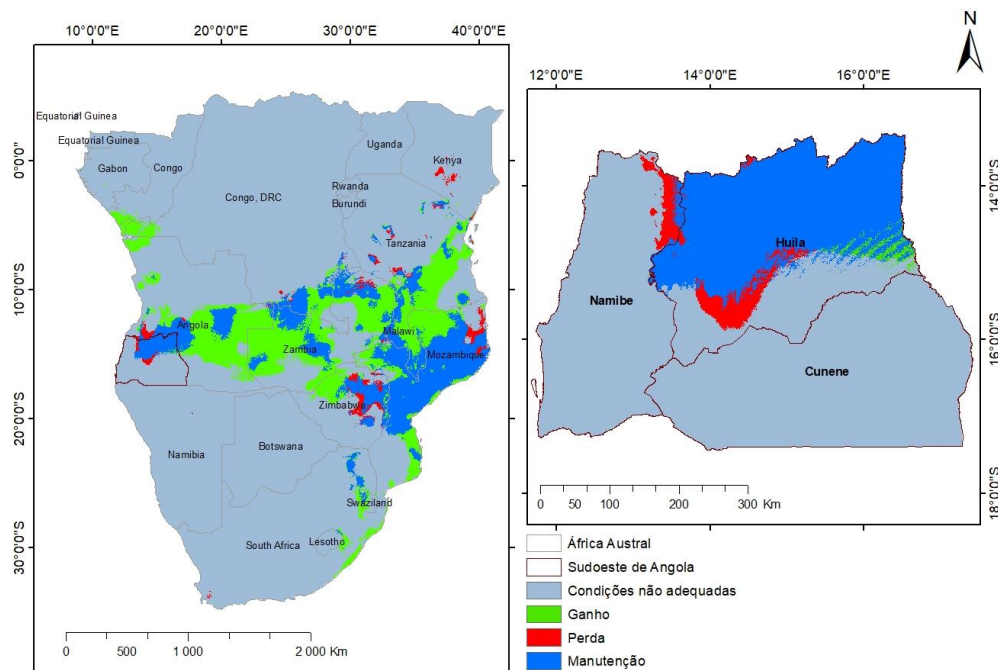 10°0'0"E 20°0'0"E 30°0'0"E 40°0'0"E
0°0'0"
10°0'0"S
20°0'0"S
30°0'0"S
Equatorial Guinea
Equatorial Guinea
Gabon
Congo
Congo, DRC
Uganda
Kenya
Rwanda
Burundi
Tanzania
Angola
Zambia
Malawi
Mozambique
Zimbabwe
Namibia
Botswana
Swaziland
Lesotho
South Africa
0 500 1 000 2 000 Km
N
12°0'0"E 14°0'0"E 16°0'0"E
14°0'0"S
16°0'0"S
18°0'0"S
Huila
Namibe
Cunene
0 50 100 200 300 Km
África Austral
Sudoeste de Angola
Condições não adequadas
Ganho
Perda
Manutenção